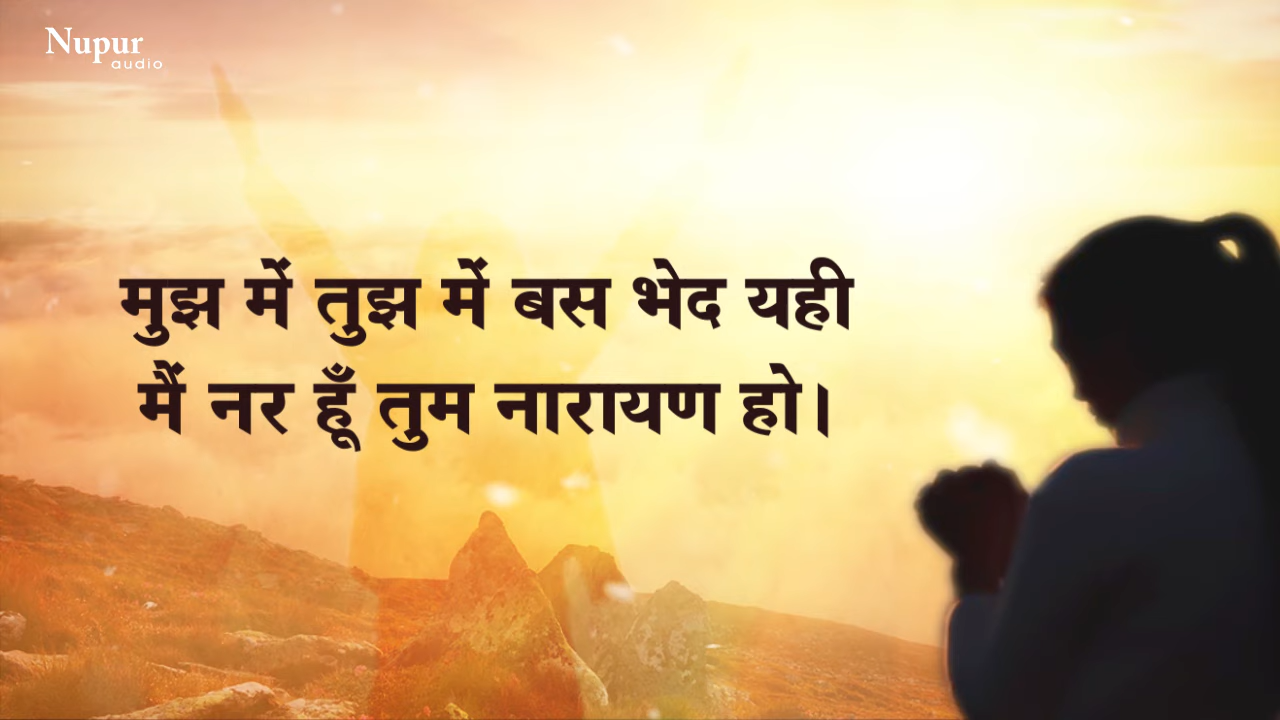 Nupur
audio
मुझ में तुझ में बस भेद यही
मैं नर हूँ तुम नारायण हो।